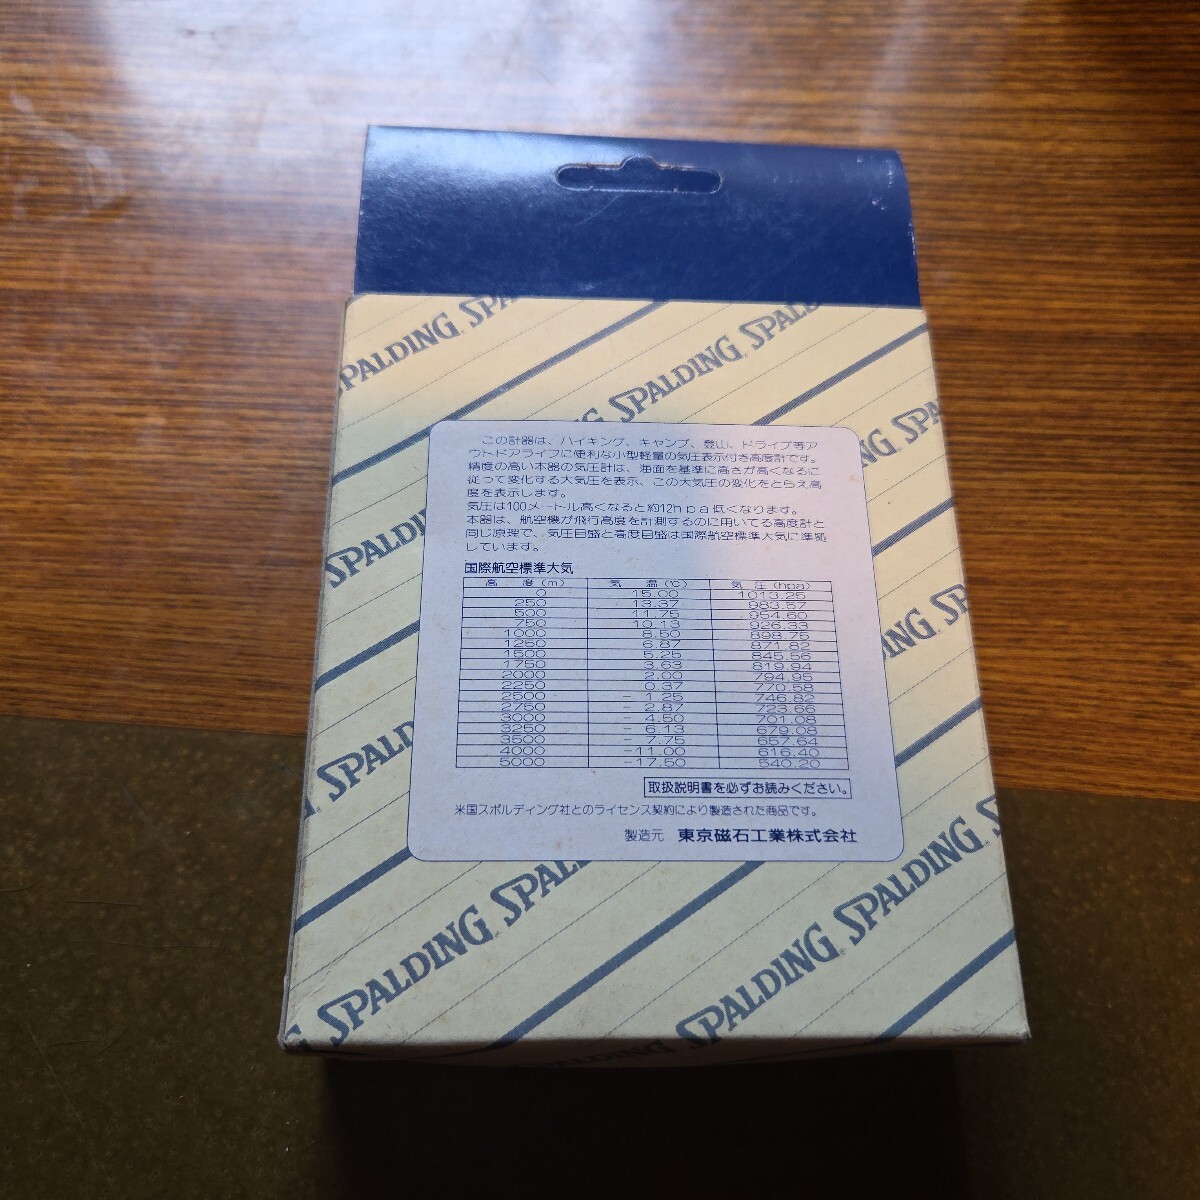 SPALDING SPA
SPALDING SPAL
この計器は、ハイキング、キャンプ、登山、ドライブ等ア
ウトドアライフに便利な小型軽量の気圧表示付き高度計です。
精度の高い本器の気圧計は、海面を基準に高さが高くなるに
従って変化する大気圧を表示、この大気圧の変化をとらえ高
度を表示します。
気圧は100メートル高くなると約12hpa低くなります。
本器は、航空機が飛行高度を計測するのに用いてる高度計と
同じ原理で、気圧目盛と高度目盛は国際航空標準大気に準拠
しています。
国際航空標準大気
高 度(m) 気 温(℃) 気 圧(hpa)
0 15.00 1013.25
250 13.37 983.57
500 11.75 954.60
750 10.13 926.33
1000 8.50 898.75
1250 6.87 871.82
1500 5.25 845.56
1750 3.63 819.94
2000 2.00 794.95
2250 0.37 770.58
2500 -1.25 746.82
2750 -2.87 723.66
3000 -4.50 701.08
3250 -6.13 679.08
3500 -7.75 657.64
4000 -11.00 616.40
5000 -17.50 540.20
取扱説明書を必ずお読みください。
米国スポルディング社とのライセンス契約により製造された商品です。
製造元 東京磁石工業株式会社
SPALD
SPALDI
SPALD
ING SP
SPALDING SPA
SPALDING SPALDING